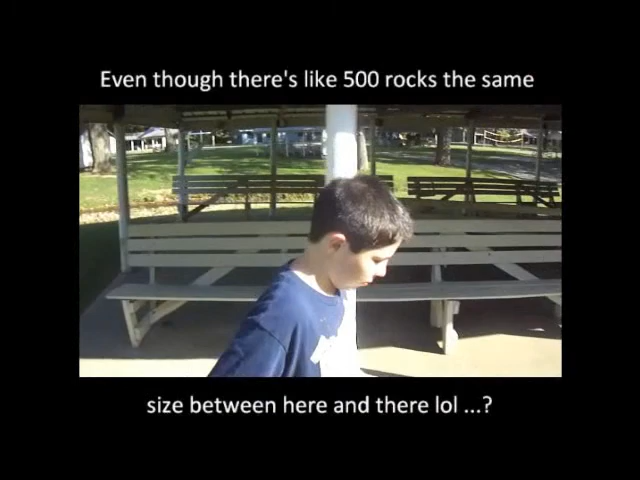 Even though there's like 500 rocks the same
size between here and there lol ...?